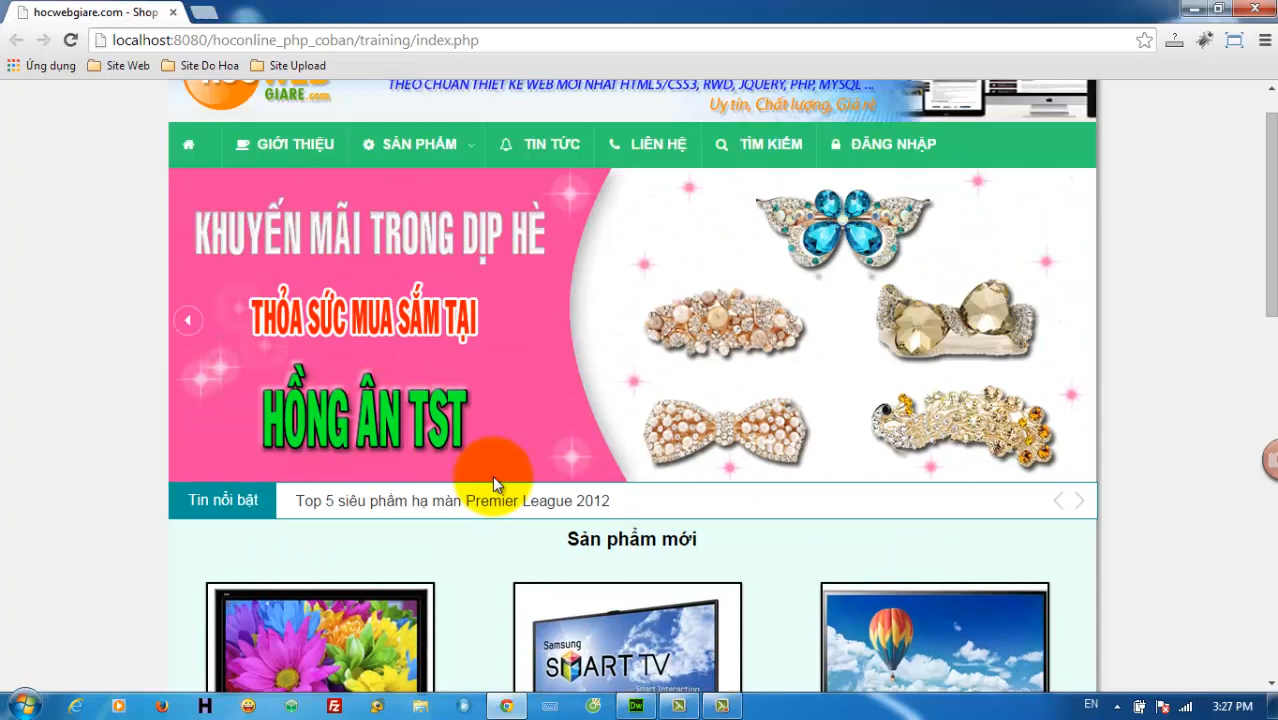 hocwebgiare.com - Shop
localhost:8080/hoconline_php_coban/training/index.php
Ứng dụng Site Web Site Do Hoa Site Upload
THEO CHUẨN THIẾT KẾ WEB MỚI NHẤT HTML5/CSS3, RWD, JQUERY, PHP, MYSQL ...
GIARE.com
Uy tín, Chất lượng, Giá rẻ
GIỚI THIỆU SẢN PHẨM TIN TỨC LIÊN HỆ TÌM KIẾM ĐĂNG NHẬP
KHUYẾN MÃI TRONG DỊP HÈ
THỎA SỨC MUA SẮM TẠI
HỒNG ÂN TST
Tin nổi bật Top 5 siêu phẩm hạ màn Premier League 2012
Sản phẩm mới
Samsung
SMART TV
Smart Interaction
EN 3:27 PM